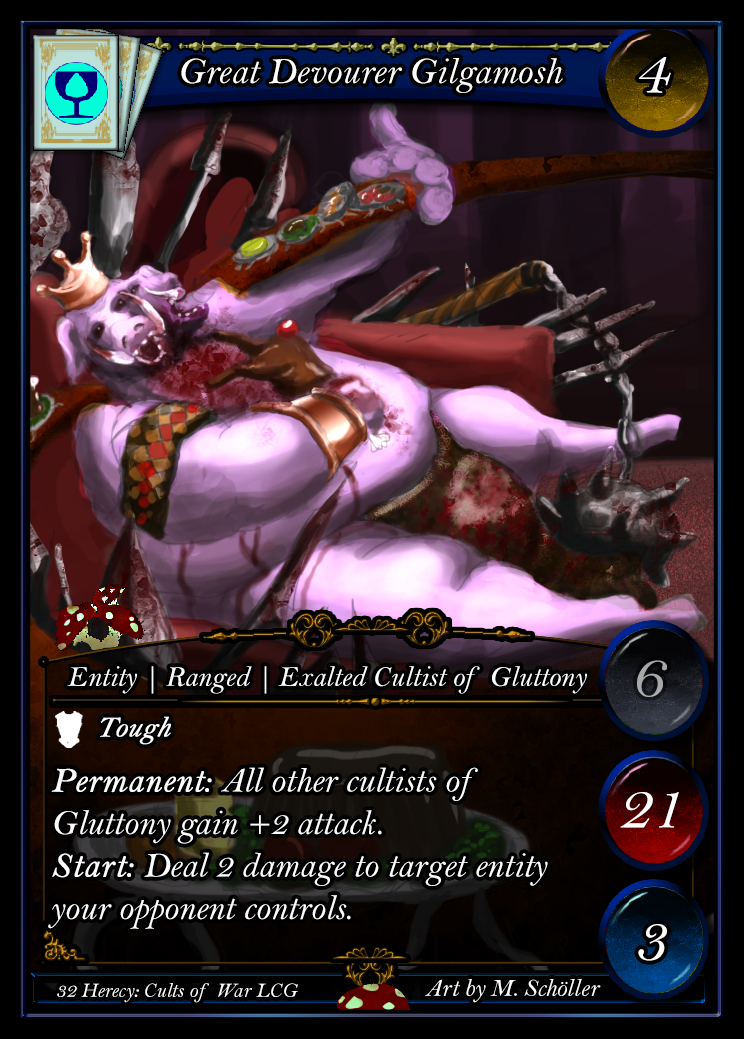 Great Devourer Gilgamosh
4
Entity | Ranged | Exalted Cultist of Gluttony
6
Tough
Permanent: All other cultists of
Gluttony gain +2 attack.
21
Start: Deal 2 damage to target entity
your opponent controls.
3
32 Herecy: Cults of War LCG
Art by M. Schöller